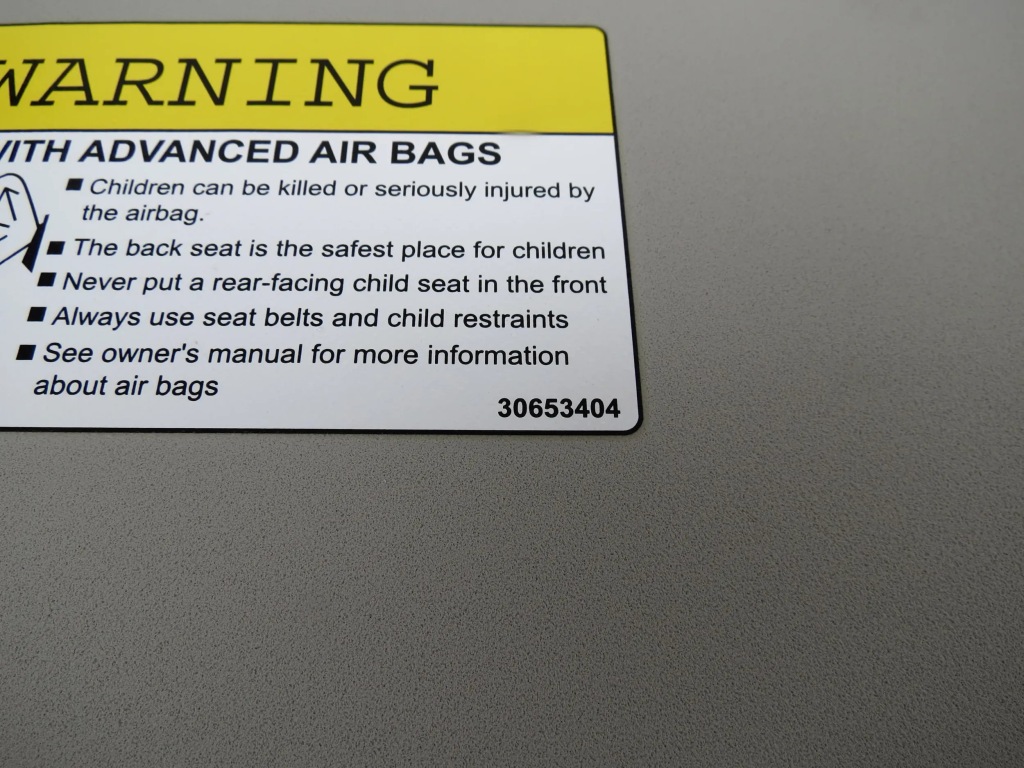 WARNING
WITH ADVANCED AIR BAGS
■ Children can be killed or seriously injured by
the airbag.
■ The back seat is the safest place for children
■ Never put a rear-facing child seat in the front
■ Always use seat belts and child restraints
■ See owner's manual for more information
about air bags
30653404